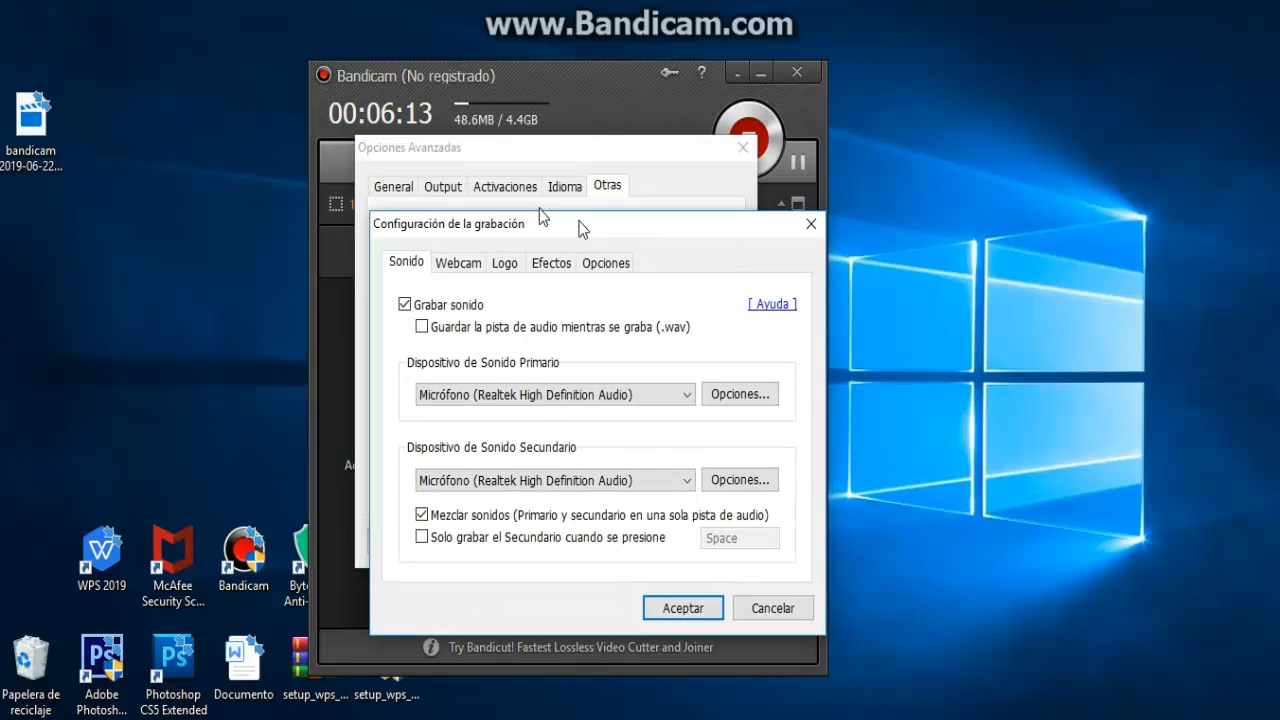 www.Bandicam.com
Bandicam (No registrado)
?
00:06:13
48.6MB / 4.4GB
bandicam
2019-06-22...
Opciones Avanzadas
General Output Activaciones Idioma Otras
Configuración de la grabación
Sonido Webcam Logo Efectos Opciones
Grabar sonido
[ Ayuda ]
Guardar la pista de audio mientras se graba (.wav)
Dispositivo de Sonido Primario
Micrófono (Realtek High Definition Audio)
Opciones...
Dispositivo de Sonido Secundario
Micrófono (Realtek High Definition Audio)
Opciones...
Mezclar sonidos (Primario y secundario en una sola pista de audio)
Solo grabar el Secundario cuando se presione
Space
Aceptar
Cancelar
Try Bandicut! Fastest Lossless Video Cutter and Joiner
WPS 2019
McAfee
Security Sc...
Bandicam
Byt
Anti-
Papelera de
reciclaje
Adobe
Photosh...
Photoshop
CS5 Extended
Documento
setup_wps_...
setup_wps_...